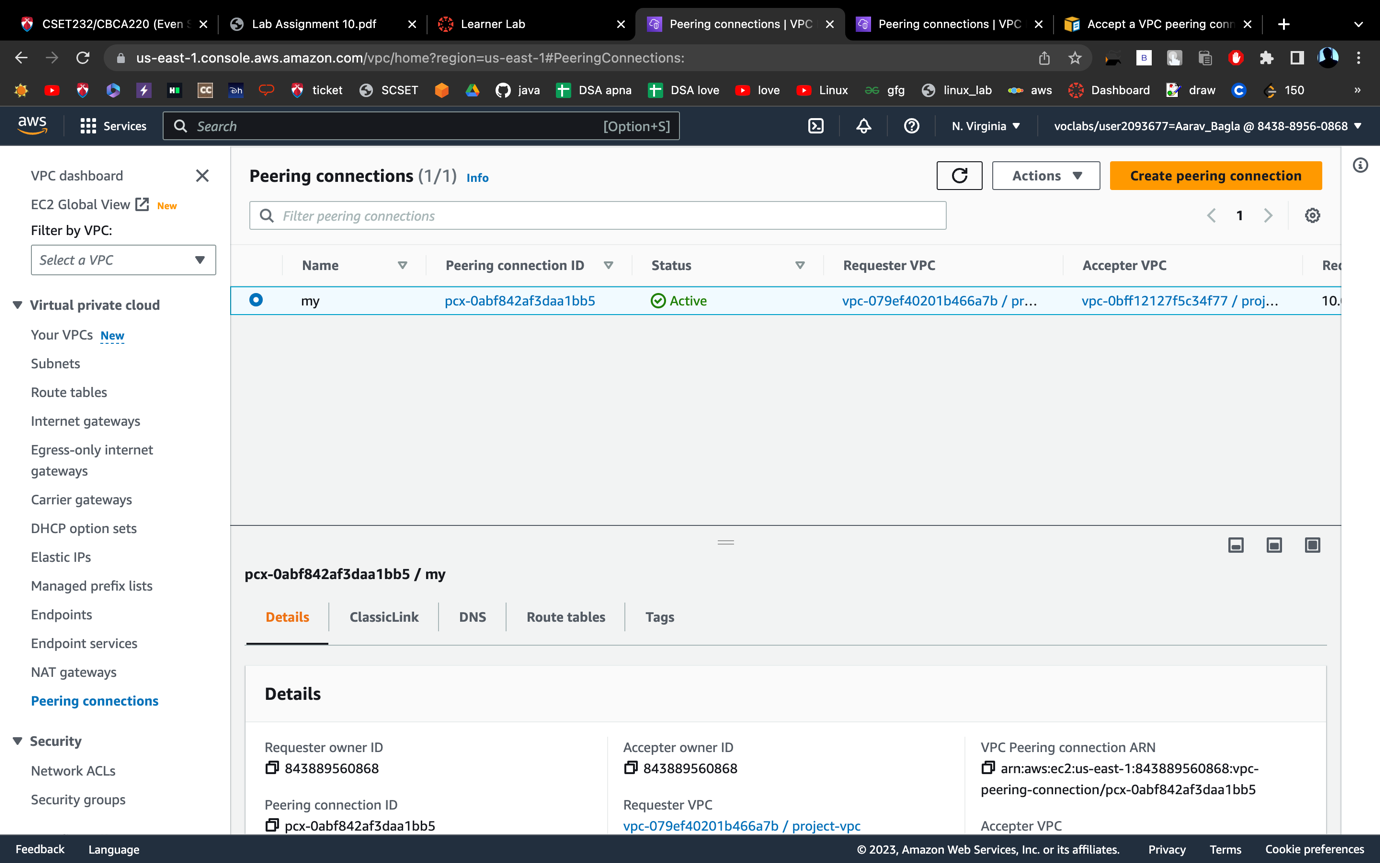 CSET232/CBCA220 (Even S
Lab Assignment 10.pdf
Learner Lab
Peering connections | VPC
Peering connections | VPC
Accept a VPC peering conn
us-east-1.console.aws.amazon.com/vpc/home?region=us-east-1#PeeringConnections:
ticket
SCSET
java
DSA apna
DSA love
love
Linux
gfg
linux_lab
aws
Dashboard
draw
150
»
aws
Services
Search
[Option+S]
N. Virginia
voclabs/user2093677=Aarav_Bagla @ 8438-8956-0868
VPC dashboard
EC2 Global View New
Filter by VPC:
Select a VPC
Virtual private cloud
Your VPCs New
Subnets
Route tables
Internet gateways
Egress-only internet
gateways
Carrier gateways
DHCP option sets
Elastic IPs
Managed prefix lists
Endpoints
Endpoint services
NAT gateways
Peering connections
Security
Network ACLs
Security groups
Peering connections (1/1) Info
Actions
Create peering connection
Filter peering connections
1
Name
Peering connection ID
Status
Requester VPC
Accepter VPC
my
pcx-0abf842af3daa1bb5
Active
vpc-079ef40201b466a7b / pr...
vpc-0bff12127f5c34f77 / proj...
pcx-0abf842af3daa1bb5 / my
Details
ClassicLink
DNS
Route tables
Tags
Details
Requester owner ID
843889560868
Peering connection ID
pcx-0abf842af3daa1bb5
Accepter owner ID
843889560868
Requester VPC
vpc-079ef40201b466a7b / project-vpc
VPC Peering connection ARN
arn:aws:ec2:us-east-1:843889560868:vpc-
peering-connection/pcx-0abf842af3daa1bb5
Accepter VPC
Feedback
Language
© 2023, Amazon Web Services, Inc. or its affiliates.
Privacy
Terms
Cookie preferences